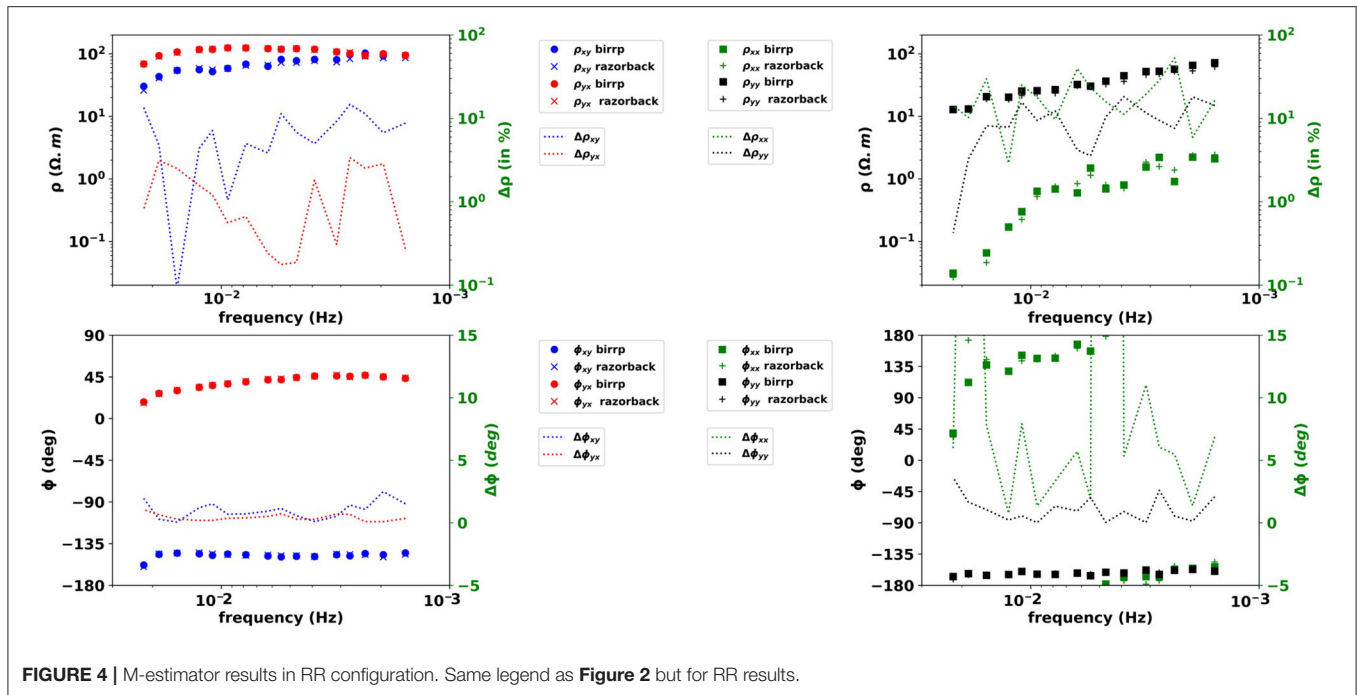 10² 10¹ 10⁰ 10⁻¹
ρ (Ω. m)
10² 10¹ 10⁰ 10⁻¹
Δρ (in %)
10⁻² 10⁻³
frequency (Hz)
ρxy birrp
ρxy razorback
ρyx birrp
ρyx razorback
Δρxy
Δρyx
ρxx birrp
ρxx razorback
ρyy birrp
ρyy razorback
Δρxx
Δρyy
10² 10¹ 10⁰ 10⁻¹
ρ (Ω. m)
10² 10¹ 10⁰ 10⁻¹
Δρ (in %)
10⁻² 10⁻³
frequency (Hz)
90 45 0 −45 −90 −135 −180
ϕ (deg)
15 10 5 0 −5
Δϕ (deg)
10⁻² 10⁻³
frequency (Hz)
ϕxy birrp
ϕxy razorback
ϕyx birrp
ϕyx razorback
Δϕxy
Δϕyx
ϕxx birrp
ϕxx razorback
ϕyy birrp
ϕyy razorback
Δϕxx
Δϕyy
180 135 90 45 0 −45 −90 −135 −180
ϕ (deg)
15 10 5 0 −5
Δϕ (deg)
10⁻² 10⁻³
frequency (Hz)
FIGURE 4 | M-estimator results in RR configuration. Same legend as Figure 2 but for RR results.